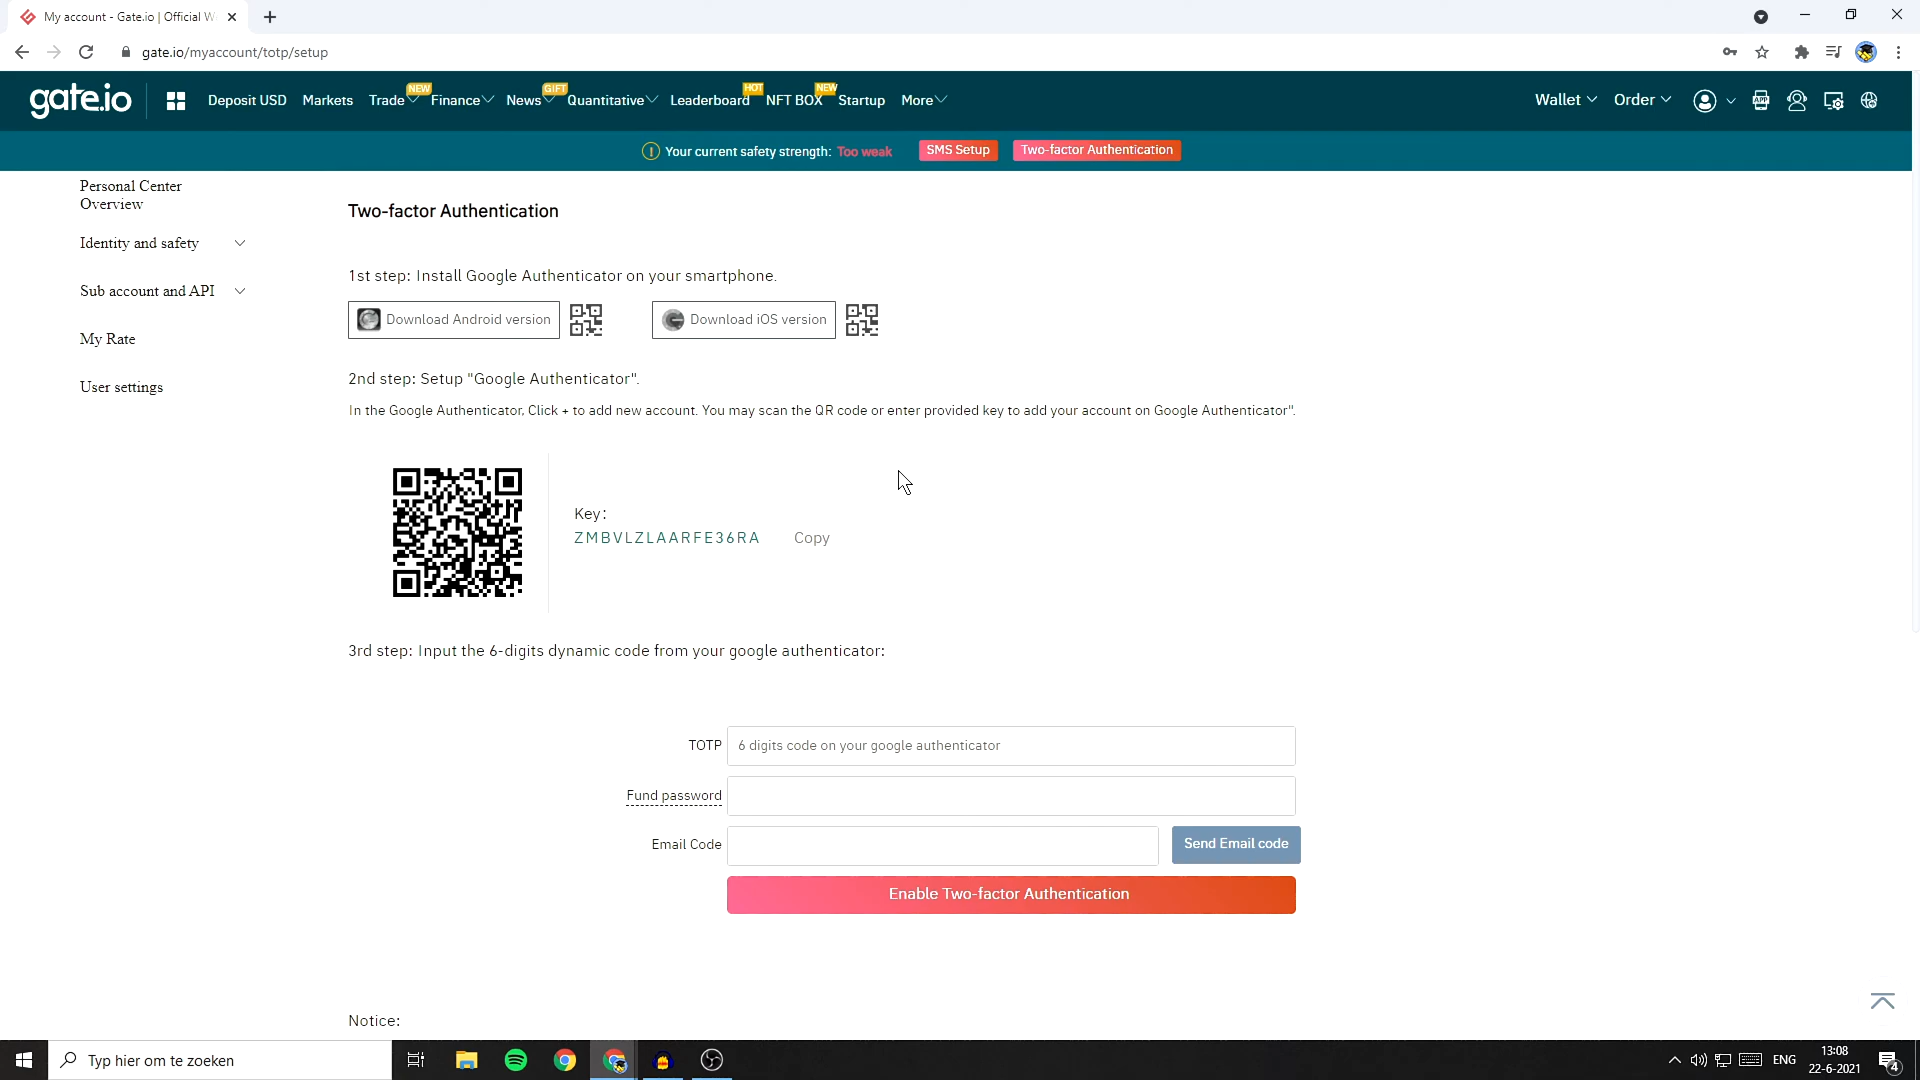 My account - Gate.io | Official W
gate.io/myaccount/totp/setup
gate.io
Deposit USD
Markets
Trade
NEW
Finance
News
GIFT
Quantitative
Leaderboard
HOT
NFT BOX
NEW
Startup
More
Wallet
Order
APP
Your current safety strength: Too weak
SMS Setup
Two-factor Authentication
Personal Center
Overview
Identity and safety
Sub account and API
My Rate
User settings
Two-factor Authentication
1st step: Install Google Authenticator on your smartphone.
Download Android version
Download iOS version
2nd step: Setup "Google Authenticator".
In the Google Authenticator, Click + to add new account. You may scan the QR code or enter provided key to add your account on Google Authenticator".
Key:
ZMBVLZLAARFE36RA
Copy
3rd step: Input the 6-digits dynamic code from your google authenticator:
TOTP
6 digits code on your google authenticator
Fund password
Email Code
Send Email code
Enable Two-factor Authentication
Notice:
Typ hier om te zoeken
ENG
13:08
22-6-2021
4